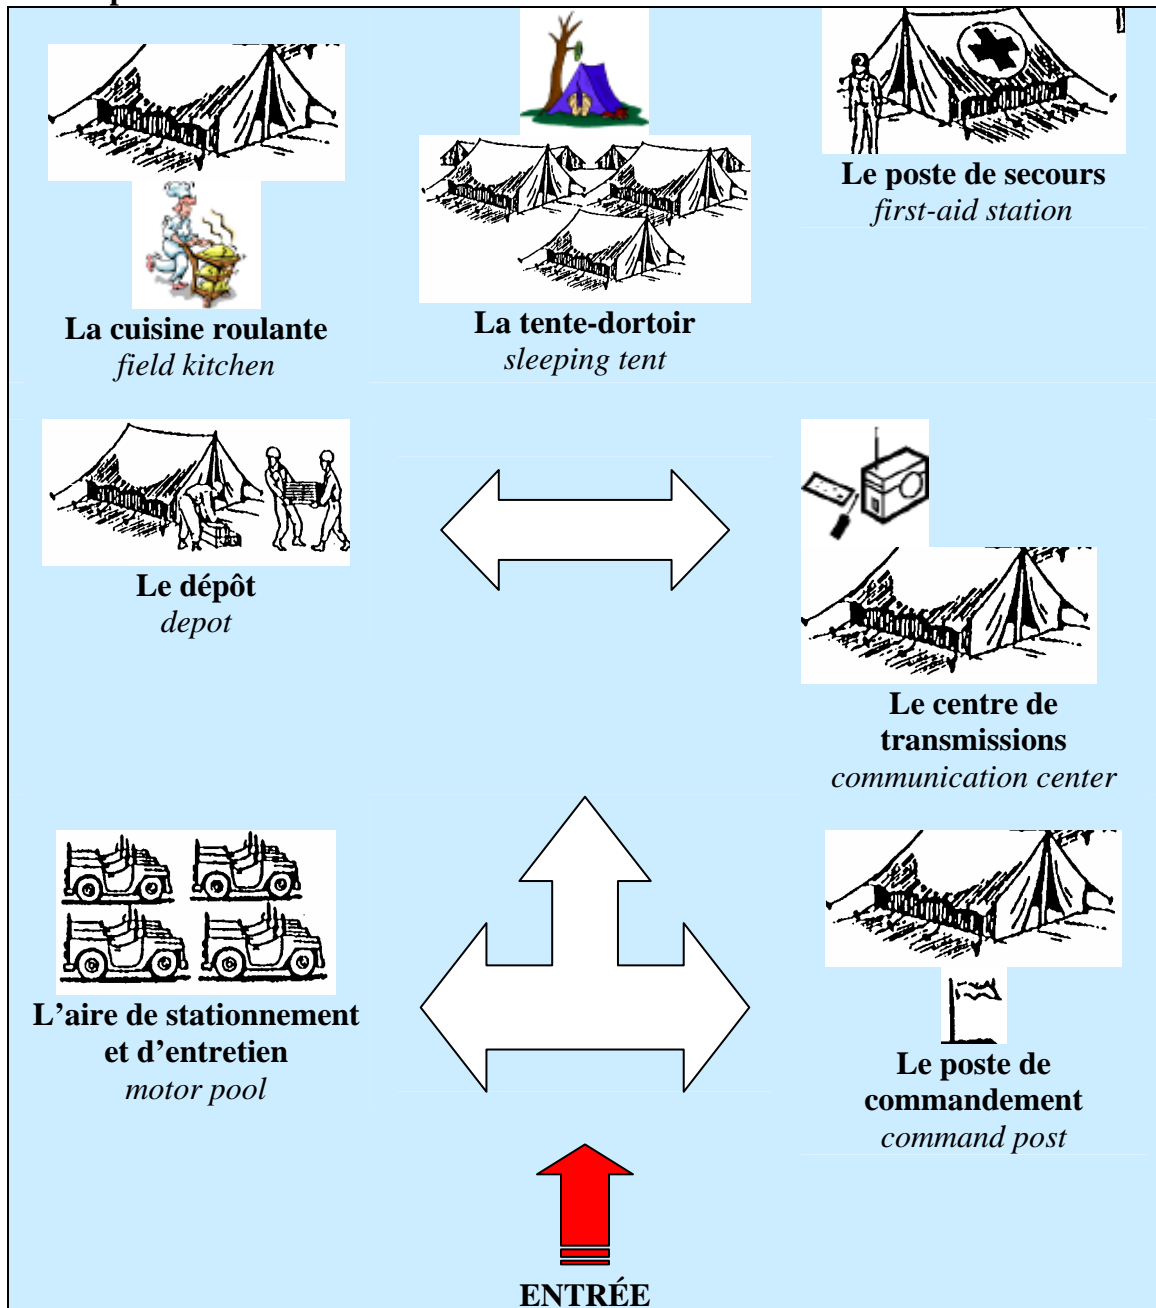 La cuisine roulante
field kitchen
La tente-dortoir
sleeping tent
Le poste de secours
first-aid station
Le dépôt
depot
Le centre de
transmissions
communication center
L’aire de stationnement
et d’entretien
motor pool
Le poste de
commandement
command post
ENTRÉE